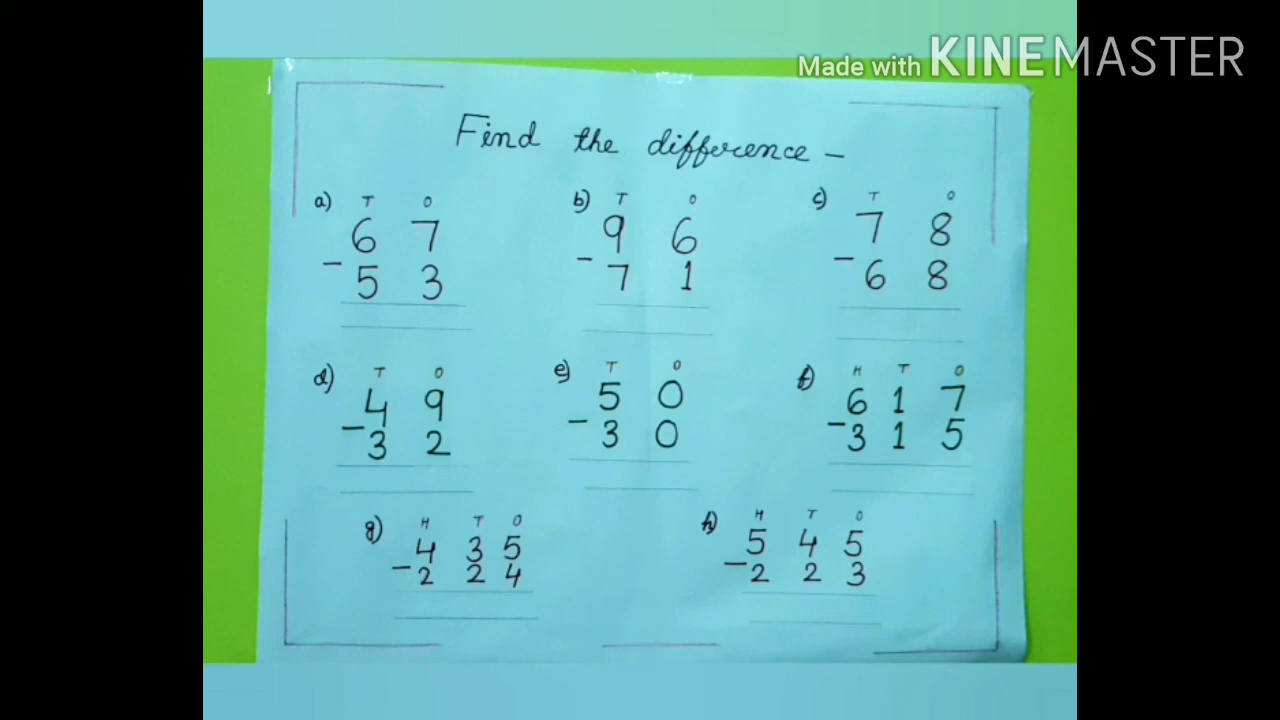 Made with KINEMASTER
Find the difference –
a) T O b) T O c) T O
6 7 9 6 7 8
- 5 3 - 7 1 - 6 8
d) T O e) T O f) H T O
4 9 5 0 6 1 7
- 3 2 - 3 0 - 3 1 5
g) H T O h) H T O
4 3 5 5 4 5
- 2 2 4 - 2 2 3